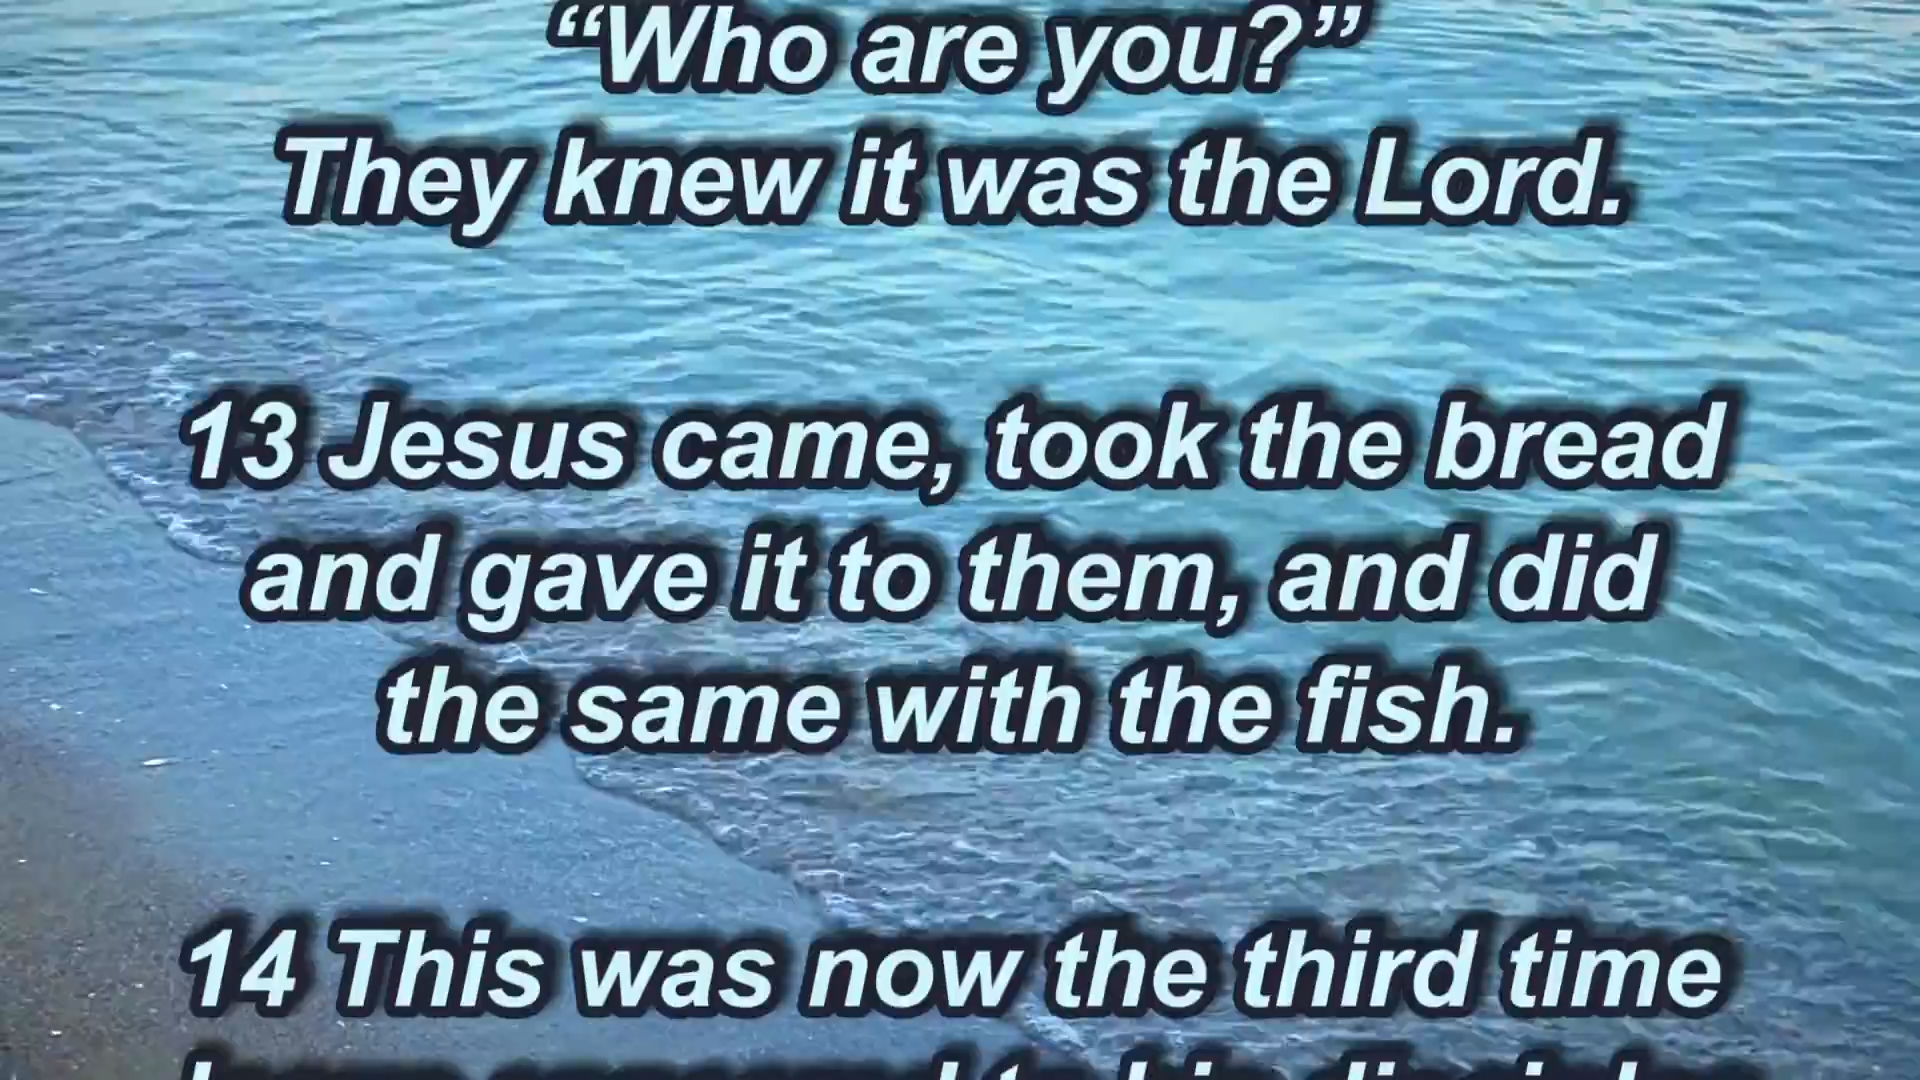 “Who are you?”
They knew it was the Lord.
13 Jesus came, took the bread
and gave it to them, and did
the same with the fish.
14 This was now the third time